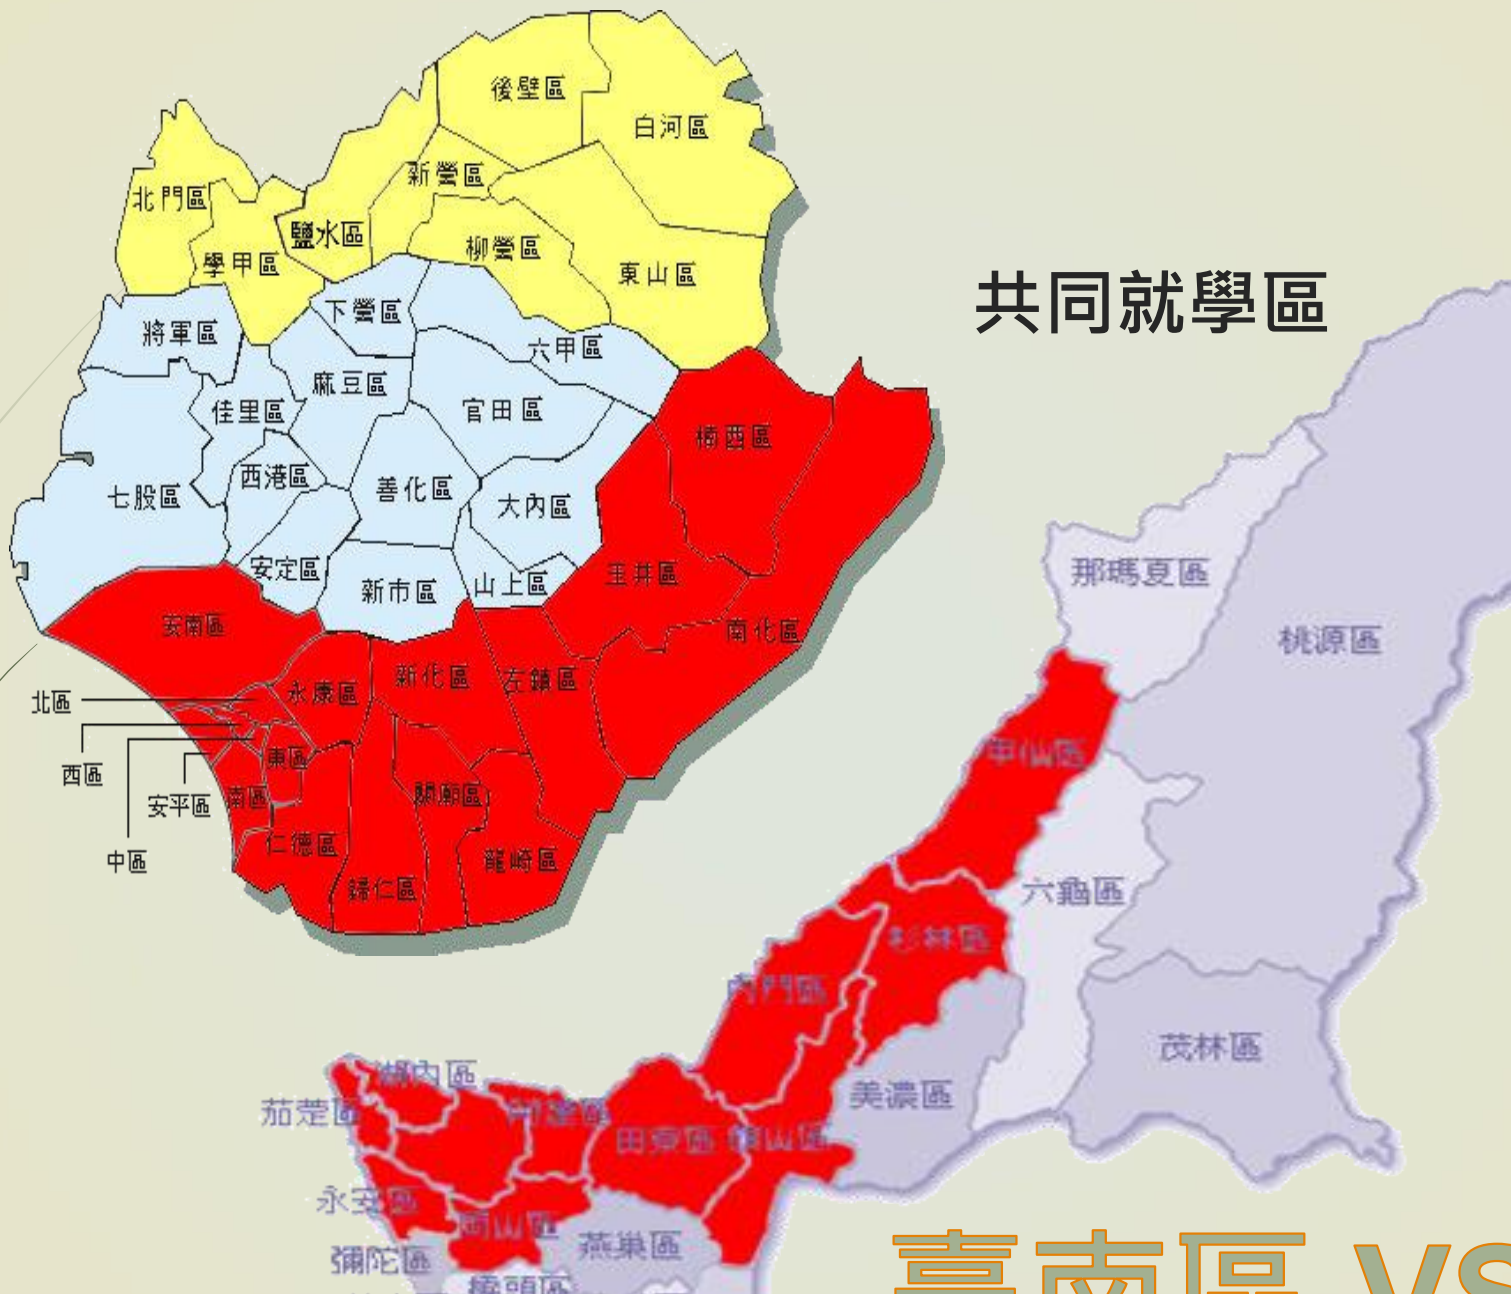 後壁區
白河區
新營區
北門區
鹽水區
柳營區
學甲區
東山區
共同就學區
下營區
將軍區
六甲區
麻豆區
佳里區
官田區
楠西區
西港區
善化區
七股區
大內區
安定區
新市區
山上區
玉井區
那瑪夏區
安南區
南化區
桃源區
新化區
左鎮區
永康區
北區
西區
東區
甲仙區
安平區
南區
關廟區
中區
仁德區
龍崎區
歸仁區
六龜區
杉林區
內門區
茂林區
湖內區
美濃區
茄萣區
田寮區
旗山區
永安區
岡山區
燕巢區
彌陀區
橋頭區
臺南區 VS